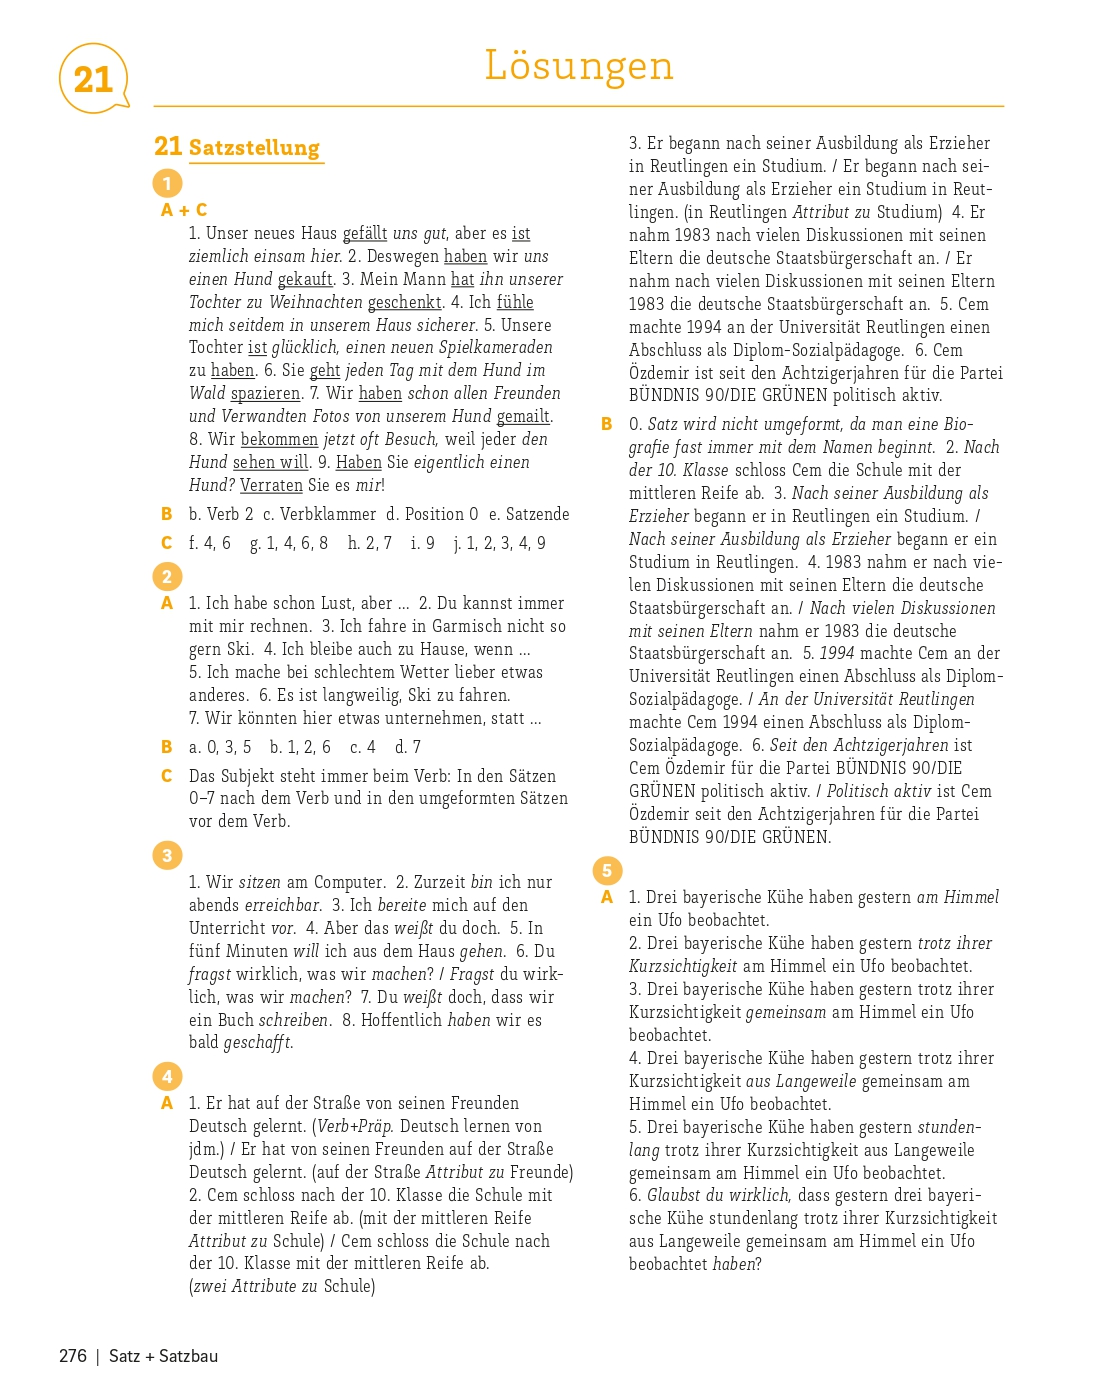 21
Lösungen
21 Satzstellung
1
A + C
1. Unser neues Haus gefällt uns gut, aber es ist
ziemlich einsam hier. 2. Deswegen haben wir uns
einen Hund gekauft. 3. Mein Mann hat ihn unserer
Tochter zu Weihnachten geschenkt. 4. Ich fühle
mich seitdem in unserem Haus sicherer. 5. Unsere
Tochter ist glücklich, einen neuen Spielkameraden
zu haben. 6. Sie geht jeden Tag mit dem Hund im
Wald spazieren. 7. Wir haben schon allen Freunden
und Verwandten Fotos von unserem Hund gemailt.
8. Wir bekommen jetzt oft Besuch, weil jeder den
Hund sehen will. 9. Haben Sie eigentlich einen
Hund? Verraten Sie es mir!
B b. Verb 2 c. Verbklammer d. Position 0 e. Satzende
C f. 4, 6 g. 1, 4, 6, 8 h. 2, 7 i. 9 j. 1, 2, 3, 4, 9
2
A 1. Ich habe schon Lust, aber ... 2. Du kannst immer
mit mir rechnen. 3. Ich fahre in Garmisch nicht so
gern Ski. 4. Ich bleibe auch zu Hause, wenn ...
5. Ich mache bei schlechtem Wetter lieber etwas
anderes. 6. Es ist langweilig, Ski zu fahren.
7. Wir könnten hier etwas unternehmen, statt ...
B a. 0, 3, 5 b. 1, 2, 6 c. 4 d. 7
C Das Subjekt steht immer beim Verb: In den Sätzen
0–7 nach dem Verb und in den umgeformten Sätzen
vor dem Verb.
3
1. Wir sitzen am Computer. 2. Zurzeit bin ich nur
abends erreichbar. 3. Ich bereite mich auf den
Unterricht vor. 4. Aber das weißt du doch. 5. In
fünf Minuten will ich aus dem Haus gehen. 6. Du
fragst wirklich, was wir machen? / Fragst du wirk-
lich, was wir machen? 7. Du weißt doch, dass wir
ein Buch schreiben. 8. Hoffentlich haben wir es
bald geschafft.
4
A 1. Er hat auf der Straße von seinen Freunden
Deutsch gelernt. (Verb+Präp. Deutsch lernen von
jdm.) / Er hat von seinen Freunden auf der Straße
Deutsch gelernt. (auf der Straße Attribut zu Freunde)
2. Cem schloss nach der 10. Klasse die Schule mit
der mittleren Reife ab. (mit der mittleren Reife
Attribut zu Schule) / Cem schloss die Schule nach
der 10. Klasse mit der mittleren Reife ab.
(zwei Attribute zu Schule)
3. Er begann nach seiner Ausbildung als Erzieher
in Reutlingen ein Studium. / Er begann nach sei-
ner Ausbildung als Erzieher ein Studium in Reut-
lingen. (in Reutlingen Attribut zu Studium) 4. Er
nahm 1983 nach vielen Diskussionen mit seinen
Eltern die deutsche Staatsbürgerschaft an. / Er
nahm nach vielen Diskussionen mit seinen Eltern
1983 die deutsche Staatsbürgerschaft an. 5. Cem
machte 1994 an der Universität Reutlingen einen
Abschluss als Diplom-Sozialpädagoge. 6. Cem
Özdemir ist seit den Achtzigerjahren für die Partei
BÜNDNIS 90/DIE GRÜNEN politisch aktiv.
B 0. Satz wird nicht umgeformt, da man eine Bio-
grafie fast immer mit dem Namen beginnt. 2. Nach
der 10. Klasse schloss Cem die Schule mit der
mittleren Reife ab. 3. Nach seiner Ausbildung als
Erzieher begann er in Reutlingen ein Studium. /
Nach seiner Ausbildung als Erzieher begann er ein
Studium in Reutlingen. 4. 1983 nahm er nach vie-
len Diskussionen mit seinen Eltern die deutsche
Staatsbürgerschaft an. / Nach vielen Diskussionen
mit seinen Eltern nahm er 1983 die deutsche
Staatsbürgerschaft an. 5. 1994 machte Cem an der
Universität Reutlingen einen Abschluss als Diplom-
Sozialpädagoge. / An der Universität Reutlingen
machte Cem 1994 einen Abschluss als Diplom-
Sozialpädagoge. 6. Seit den Achtzigerjahren ist
Cem Özdemir für die Partei BÜNDNIS 90/DIE
GRÜNEN politisch aktiv. / Politisch aktiv ist Cem
Özdemir seit den Achtzigerjahren für die Partei
BÜNDNIS 90/DIE GRÜNEN.
5
A 1. Drei bayerische Kühe haben gestern am Himmel
ein Ufo beobachtet.
2. Drei bayerische Kühe haben gestern trotz ihrer
Kurzsichtigkeit am Himmel ein Ufo beobachtet.
3. Drei bayerische Kühe haben gestern trotz ihrer
Kurzsichtigkeit gemeinsam am Himmel ein Ufo
beobachtet.
4. Drei bayerische Kühe haben gestern trotz ihrer
Kurzsichtigkeit aus Langeweile gemeinsam am
Himmel ein Ufo beobachtet.
5. Drei bayerische Kühe haben gestern stunden-
lang trotz ihrer Kurzsichtigkeit aus Langeweile
gemeinsam am Himmel ein Ufo beobachtet.
6. Glaubst du wirklich, dass gestern drei bayeri-
sche Kühe stundenlang trotz ihrer Kurzsichtigkeit
aus Langeweile gemeinsam am Himmel ein Ufo
beobachtet haben?
276 | Satz + Satzbau